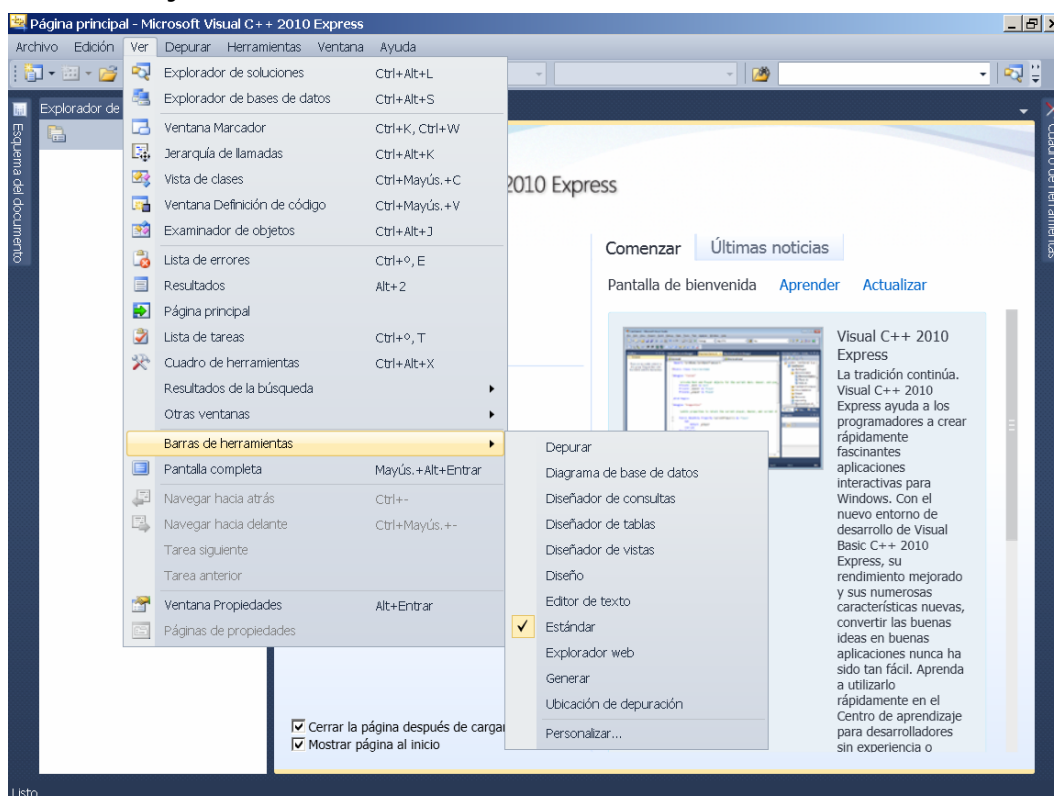 Página principal - Microsoft Visual C++ 2010 Express
Archivo Edición Ver Depurar Herramientas Ventana Ayuda
Explorador de
Esquema del documento
Explorador de soluciones Ctrl+Alt+L
Explorador de bases de datos Ctrl+Alt+S
Ventana Marcador Ctrl+K, Ctrl+W
Jerarquía de llamadas Ctrl+Alt+K
Vista de clases Ctrl+Mayús.+C
Ventana Definición de código Ctrl+Mayús.+V
Examinador de objetos Ctrl+Alt+J
Lista de errores Ctrl+º, E
Resultados Alt+2
Página principal
Lista de tareas Ctrl+º, T
Cuadro de herramientas Ctrl+Alt+X
Resultados de la búsqueda
Otras ventanas
Barras de herramientas
Pantalla completa Mayús.+Alt+Entrar
Navegar hacia atrás Ctrl+-
Navegar hacia delante Ctrl+Mayús.+-
Tarea siguiente
Tarea anterior
Ventana Propiedades Alt+Entrar
Páginas de propiedades
Depurar
Diagrama de base de datos
Diseñador de consultas
Diseñador de tablas
Diseñador de vistas
Diseño
Editor de texto
Estándar
Explorador web
Generar
Ubicación de depuración
Personalizar...
2010 Express
Comenzar Últimas noticias
Pantalla de bienvenida Aprender Actualizar
Visual C++ 2010
Express
La tradición continúa.
Visual C++ 2010
Express ayuda a los
programadores a crear
rápidamente
fascinantes
aplicaciones
interactivas para
Windows. Con el
nuevo entorno de
desarrollo de Visual
Basic C++ 2010
Express, su
rendimiento mejorado
y sus numerosas
características nuevas,
convertir las buenas
ideas en buenas
aplicaciones nunca ha
sido tan fácil. Aprenda
a utilizarlo
rápidamente en el
Centro de aprendizaje
para desarrolladores
sin experiencia o
Cerrar la página después de cargar
Mostrar página al inicio
Cuadro de herramientas
Listo